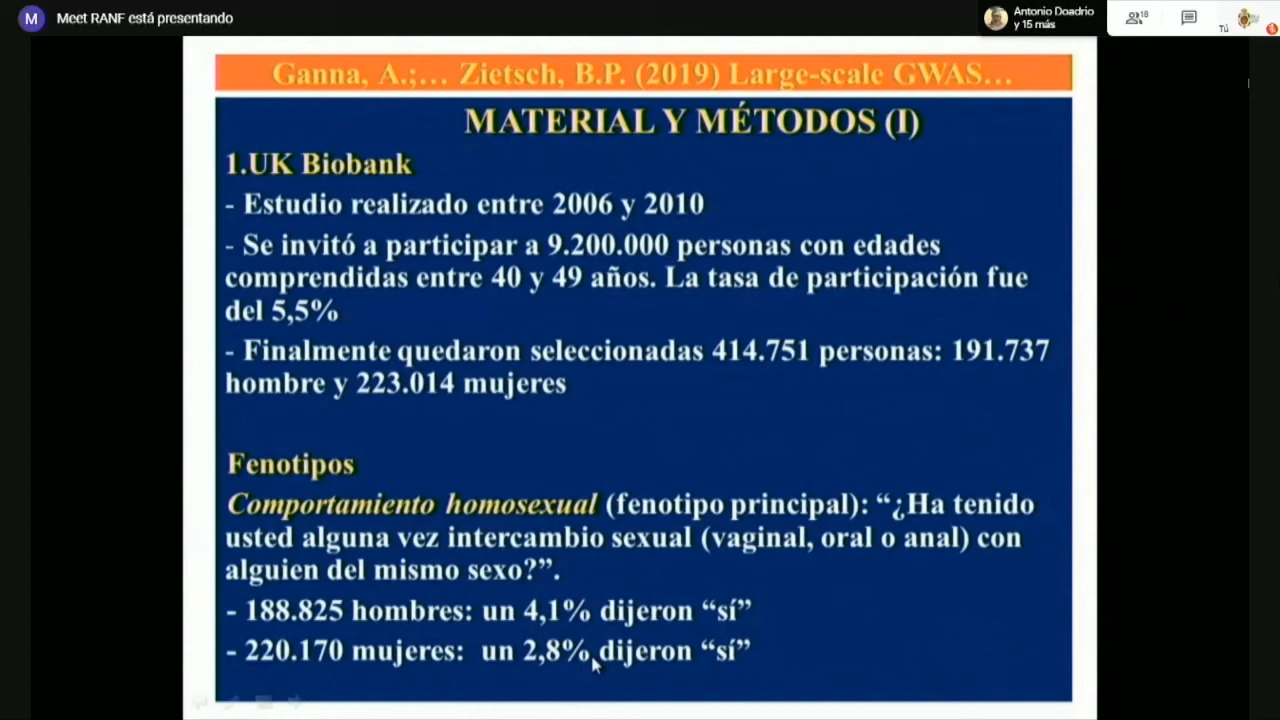 M Meet RANF está presentando
Antonio Doadrio
y 15 más
18
Tú
Ganna, A.;… Zietsch, B.P. (2019) Large-scale GWAS…
MATERIAL Y MÉTODOS (I)
1.UK Biobank
- Estudio realizado entre 2006 y 2010
- Se invitó a participar a 9.200.000 personas con edades
comprendidas entre 40 y 49 años. La tasa de participación fue
del 5,5%
- Finalmente quedaron seleccionadas 414.751 personas: 191.737
hombre y 223.014 mujeres
Fenotipos
Comportamiento homosexual (fenotipo principal): “¿Ha tenido
usted alguna vez intercambio sexual (vaginal, oral o anal) con
alguien del mismo sexo?”.
- 188.825 hombres: un 4,1% dijeron “sí”
- 220.170 mujeres: un 2,8% dijeron “sí”